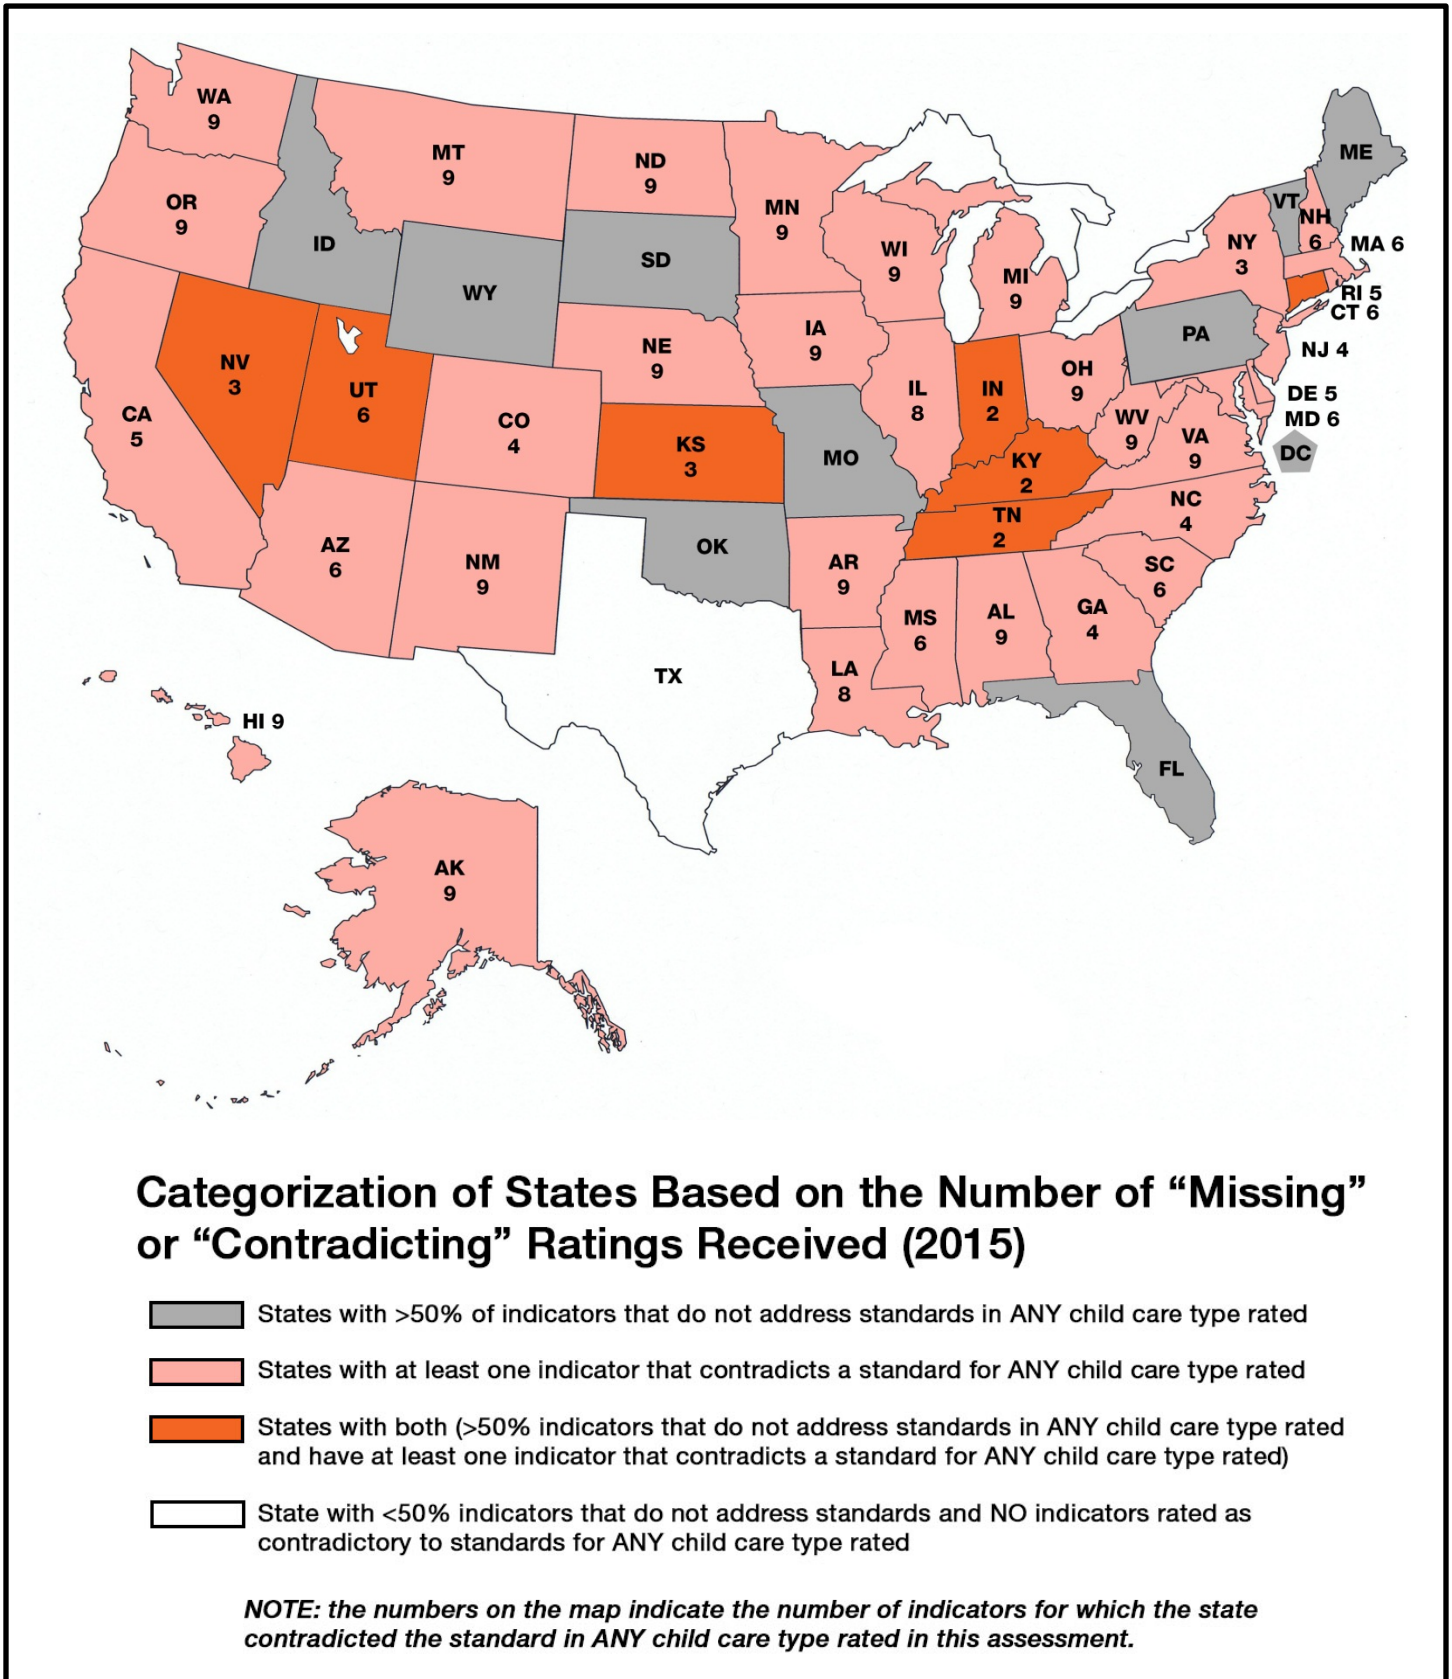 WA
9
MT
9
ND
9
MN
9
ME
VT
NH
6
MA 6
OR
9
ID
WY
SD
WI
9
MI
9
NY
3
RI 5
CT 6
NV
3
UT
6
NE
9
IA
9
PA
NJ 4
CA
5
CO
4
KS
3
MO
IL
8
IN
2
OH
9
WV
9
VA
9
DE 5
MD 6
DC
KY
2
TN
2
NC
4
AZ
6
NM
9
OK
AR
9
SC
6
MS
6
AL
9
GA
4
TX
LA
8
FL
HI 9
AK
9
Categorization of States Based on the Number of “Missing”
or “Contradicting” Ratings Received (2015)
States with >50% of indicators that do not address standards in ANY child care type rated
States with at least one indicator that contradicts a standard for ANY child care type rated
States with both (>50% indicators that do not address standards in ANY child care type rated
and have at least one indicator that contradicts a standard for ANY child care type rated)
State with <50% indicators that do not address standards and NO indicators rated as
contradictory to standards for ANY child care type rated
NOTE: the numbers on the map indicate the number of indicators for which the state
contradicted the standard in ANY child care type rated in this assessment.